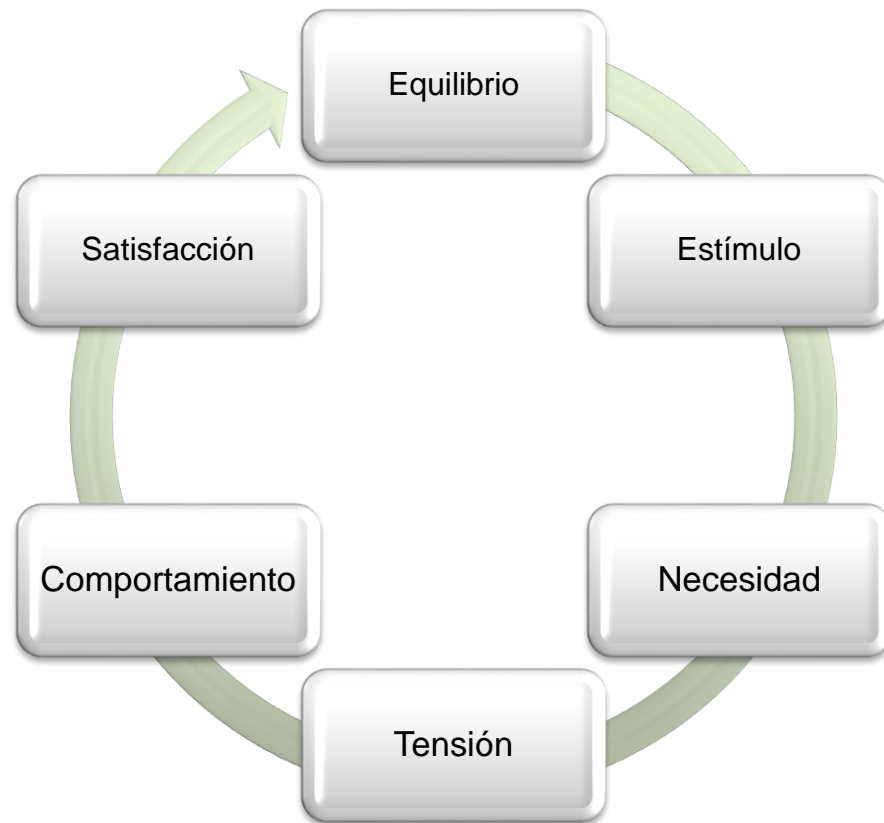 Equilibrio
Estímulo
Necesidad
Tensión
Comportamiento
Satisfacción